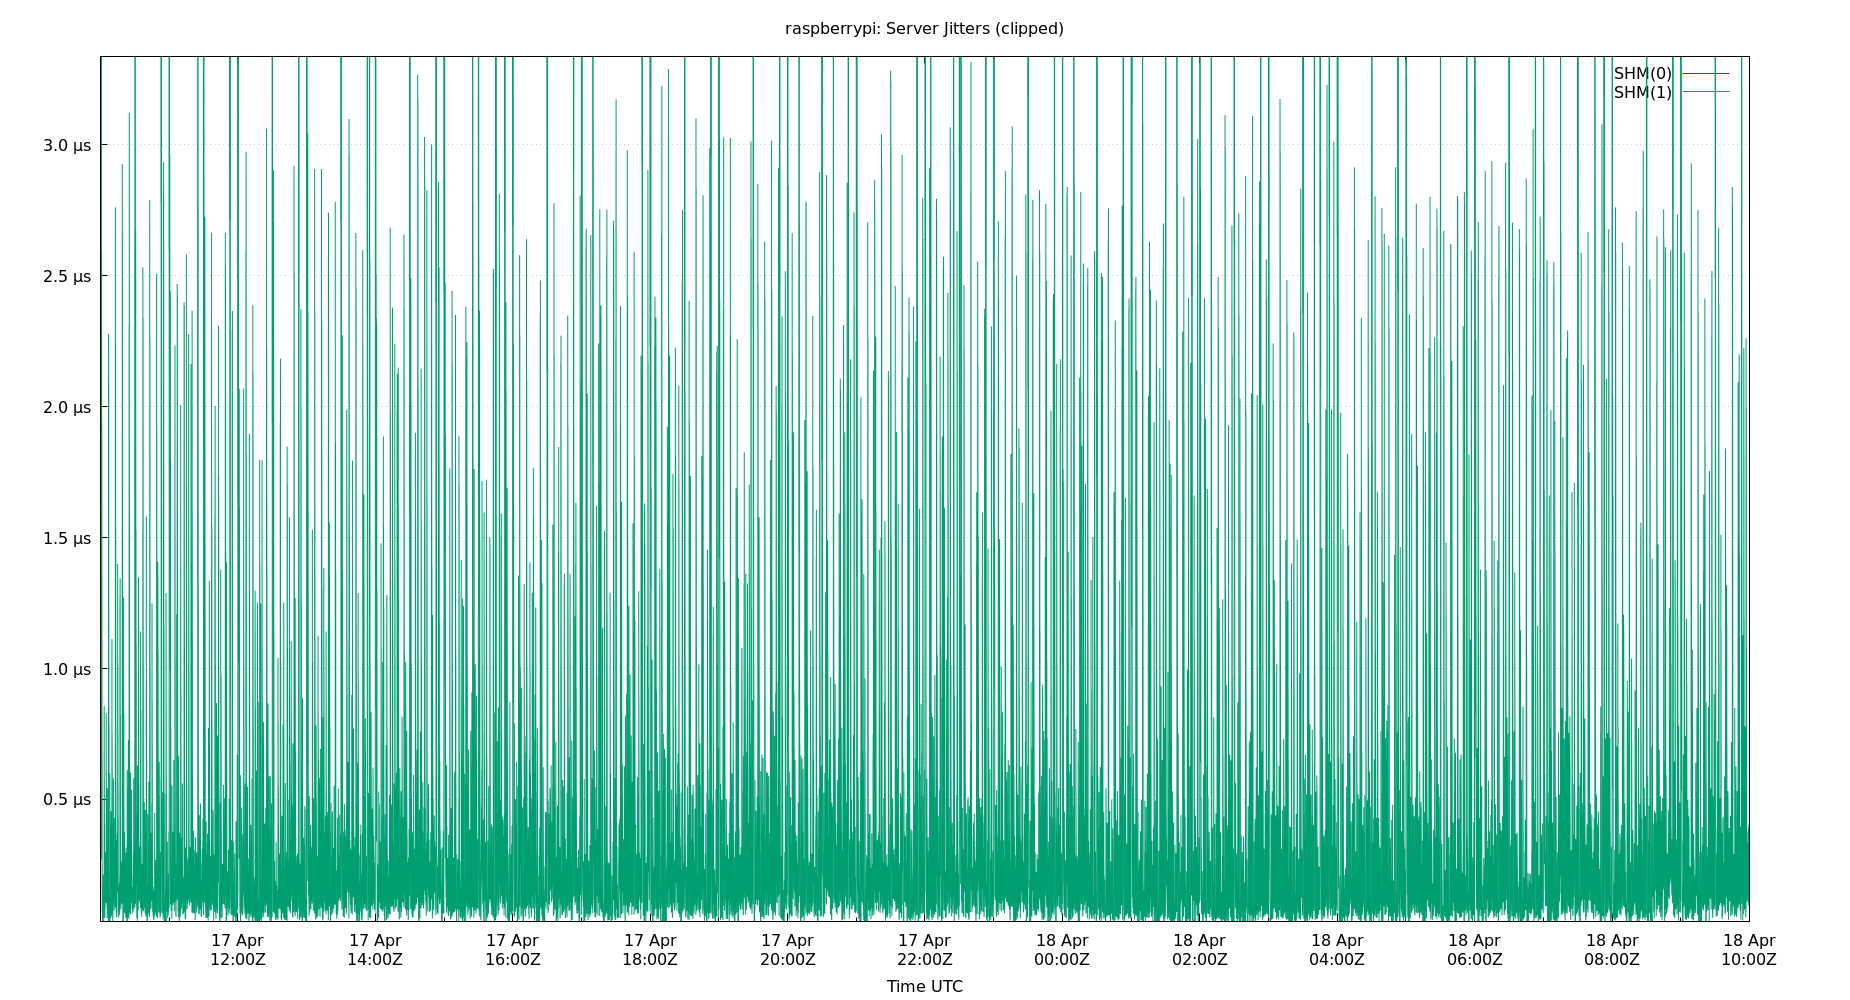 raspberrypi: Server Jitters (clipped)
SHM(0)
SHM(1)
3.0 µs
2.5 µs
2.0 µs
1.5 µs
1.0 µs
0.5 µs
17 Apr 17 Apr 17 Apr 17 Apr 17 Apr 17 Apr 18 Apr 18 Apr 18 Apr 18 Apr 18 Apr 18 Apr
12:00Z 14:00Z 16:00Z 18:00Z 20:00Z 22:00Z 00:00Z 02:00Z 04:00Z 06:00Z 08:00Z 10:00Z
Time UTC